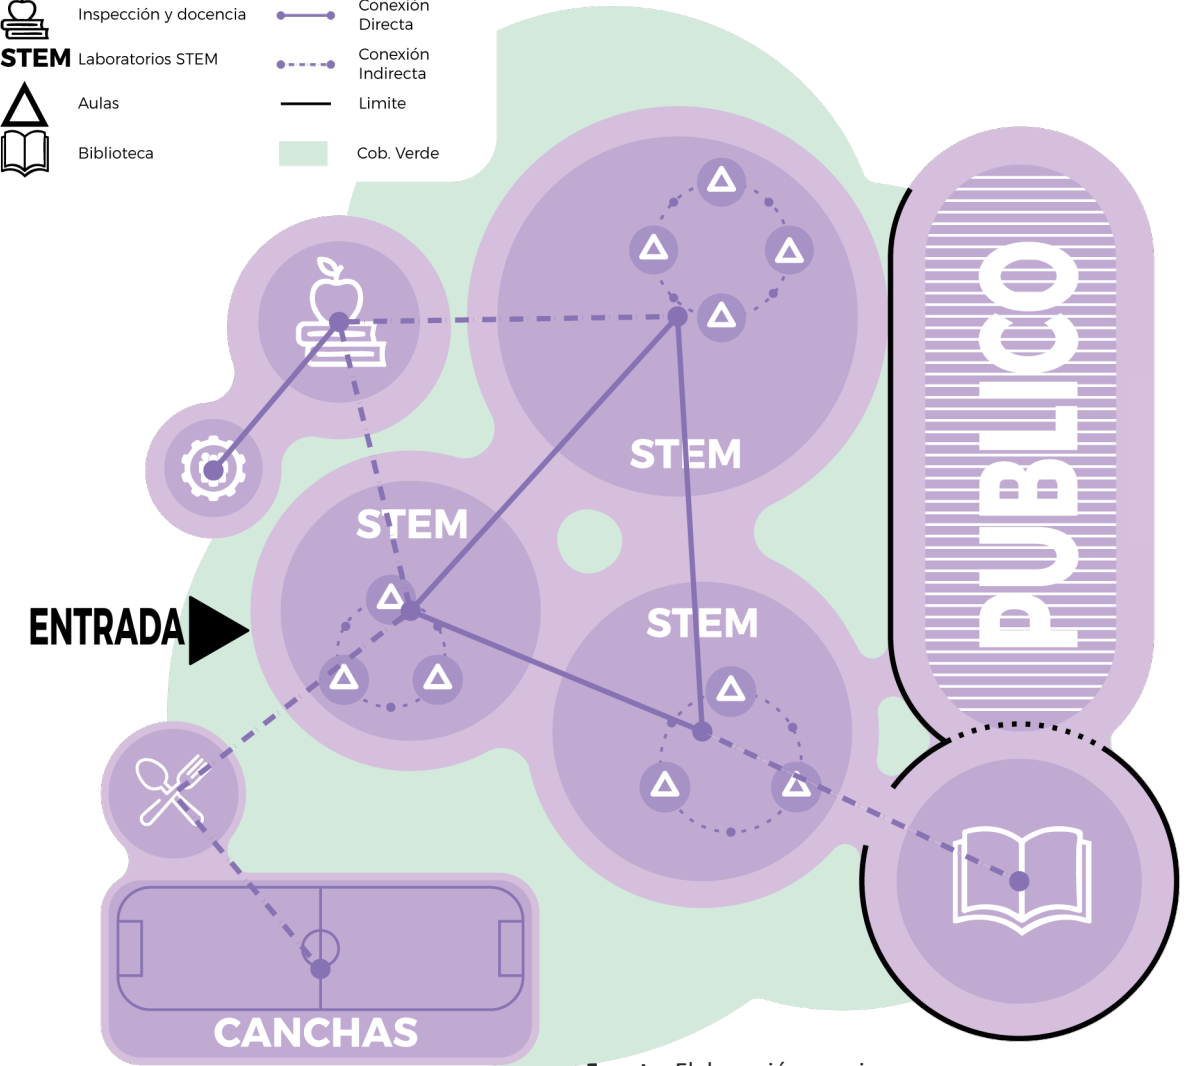 Inspección y docencia
Conexión
Directa
STEM
Laboratorios STEM
Conexión
Indirecta
Aulas
Limite
Biblioteca
Cob. Verde
STEM
STEM
STEM
PUBLICO
ENTRADA
CANCHAS